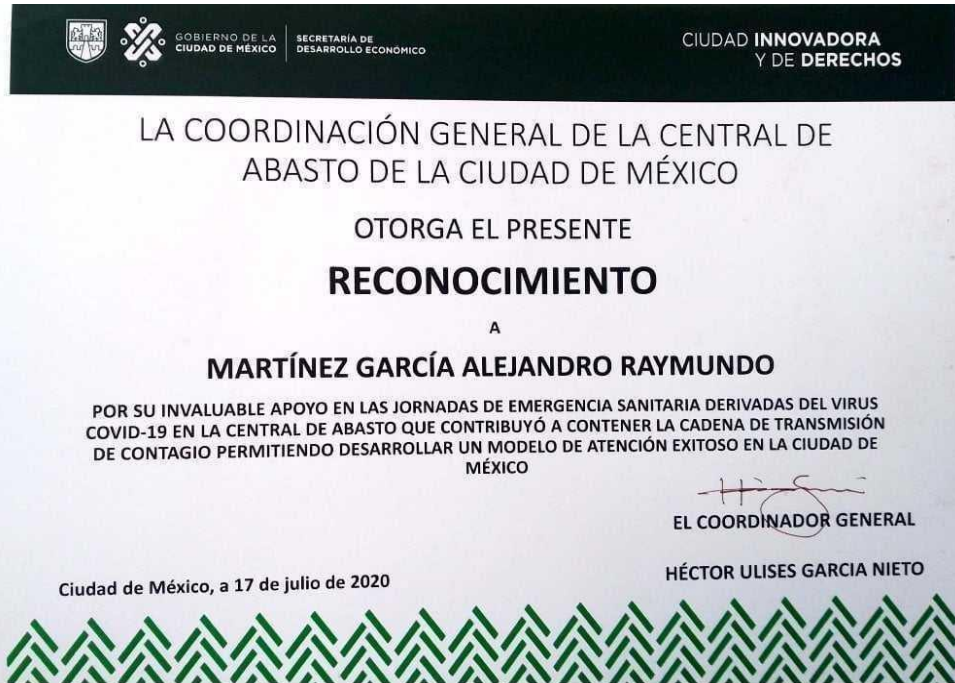 GOBIERNO DE LA
CIUDAD DE MÉXICO
SECRETARÍA DE
DESARROLLO ECONÓMICO
CIUDAD INNOVADORA
Y DE DERECHOS
LA COORDINACIÓN GENERAL DE LA CENTRAL DE
ABASTO DE LA CIUDAD DE MÉXICO
OTORGA EL PRESENTE
RECONOCIMIENTO
A
MARTÍNEZ GARCÍA ALEJANDRO RAYMUNDO
POR SU INVALUABLE APOYO EN LAS JORNADAS DE EMERGENCIA SANITARIA DERIVADAS DEL VIRUS
COVID-19 EN LA CENTRAL DE ABASTO QUE CONTRIBUYÓ A CONTENER LA CADENA DE TRANSMISIÓN
DE CONTAGIO PERMITIENDO DESARROLLAR UN MODELO DE ATENCIÓN EXITOSO EN LA CIUDAD DE
MÉXICO
EL COORDINADOR GENERAL
HÉCTOR ULISES GARCIA NIETO
Ciudad de México, a 17 de julio de 2020